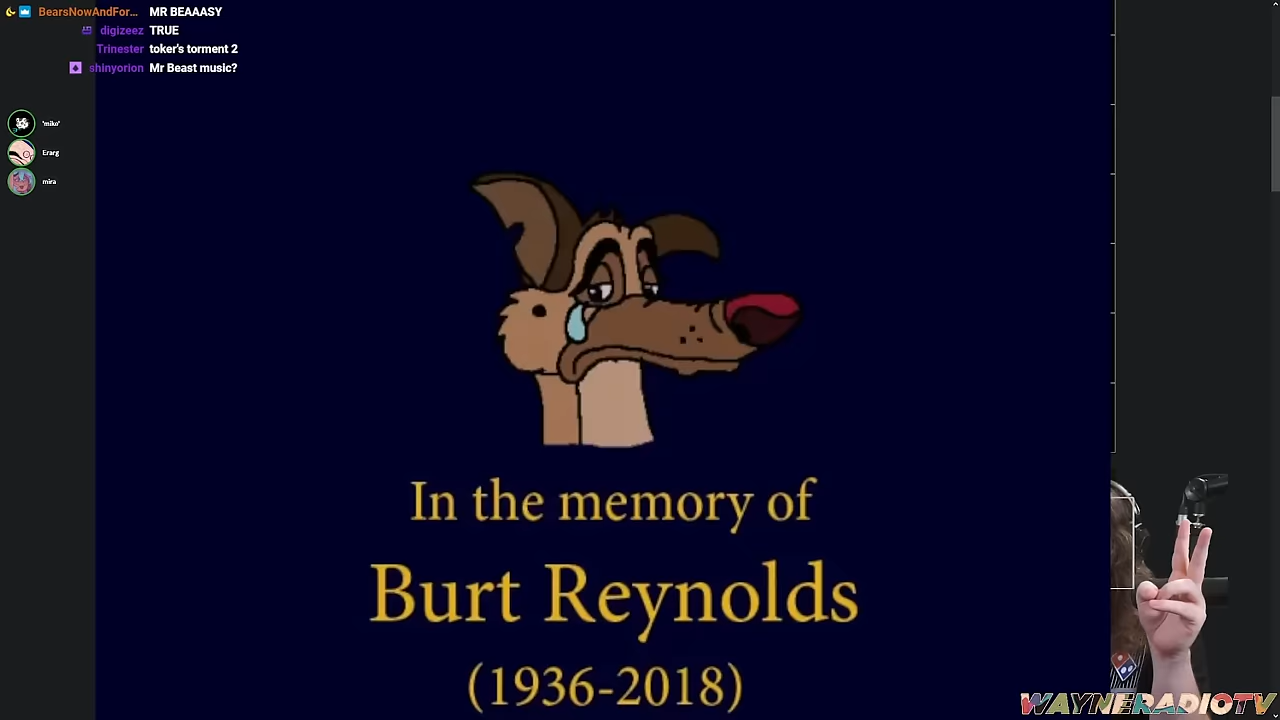 BearsNowAndFor... MR BEAAASY
digizeez TRUE
Trinester toker's torment 2
shinyorion Mr Beast music?
'miko'
Erarg
mira
In the memory of
Burt Reynolds
(1936-2018)
WAYNERADIOTV